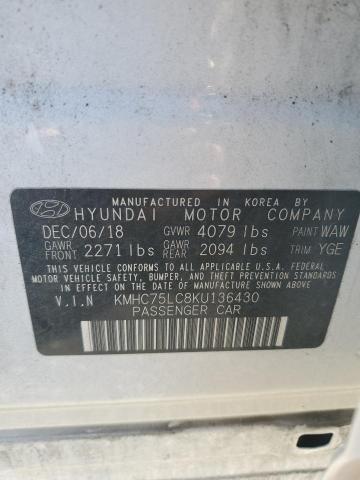 MANUFACTURED IN KOREA BY
HYUNDAI MOTOR COMPANY
DEC/06/18 GVWR 4079 lbs PAINT WAW
GAWR FRONT 2271 lbs GAWR REAR 2094 lbs TRIM YGE
THIS VEHICLE CONFORMS TO ALL APPLICABLE U.S. FEDERAL
MOTOR VEHICLE SAFETY, BUMPER, AND THEFT PREVENTION
STANDARDS IN EFFECT ON THE DATE OF MANUFACTURE SHOWN ABOVE.
V.I.N KMHC75LC8KU136430
PASSENGER CAR